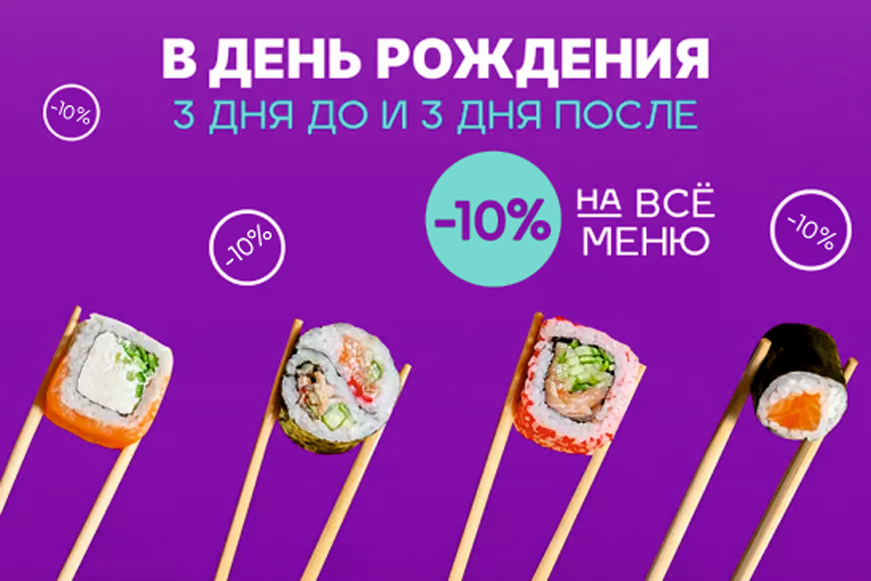 В ДЕНЬ РОЖДЕНИЯ
3 ДНЯ ДО И 3 ДНЯ ПОСЛЕ
-10%
-10% НА ВСЁ
МЕНЮ
-10%
-10%